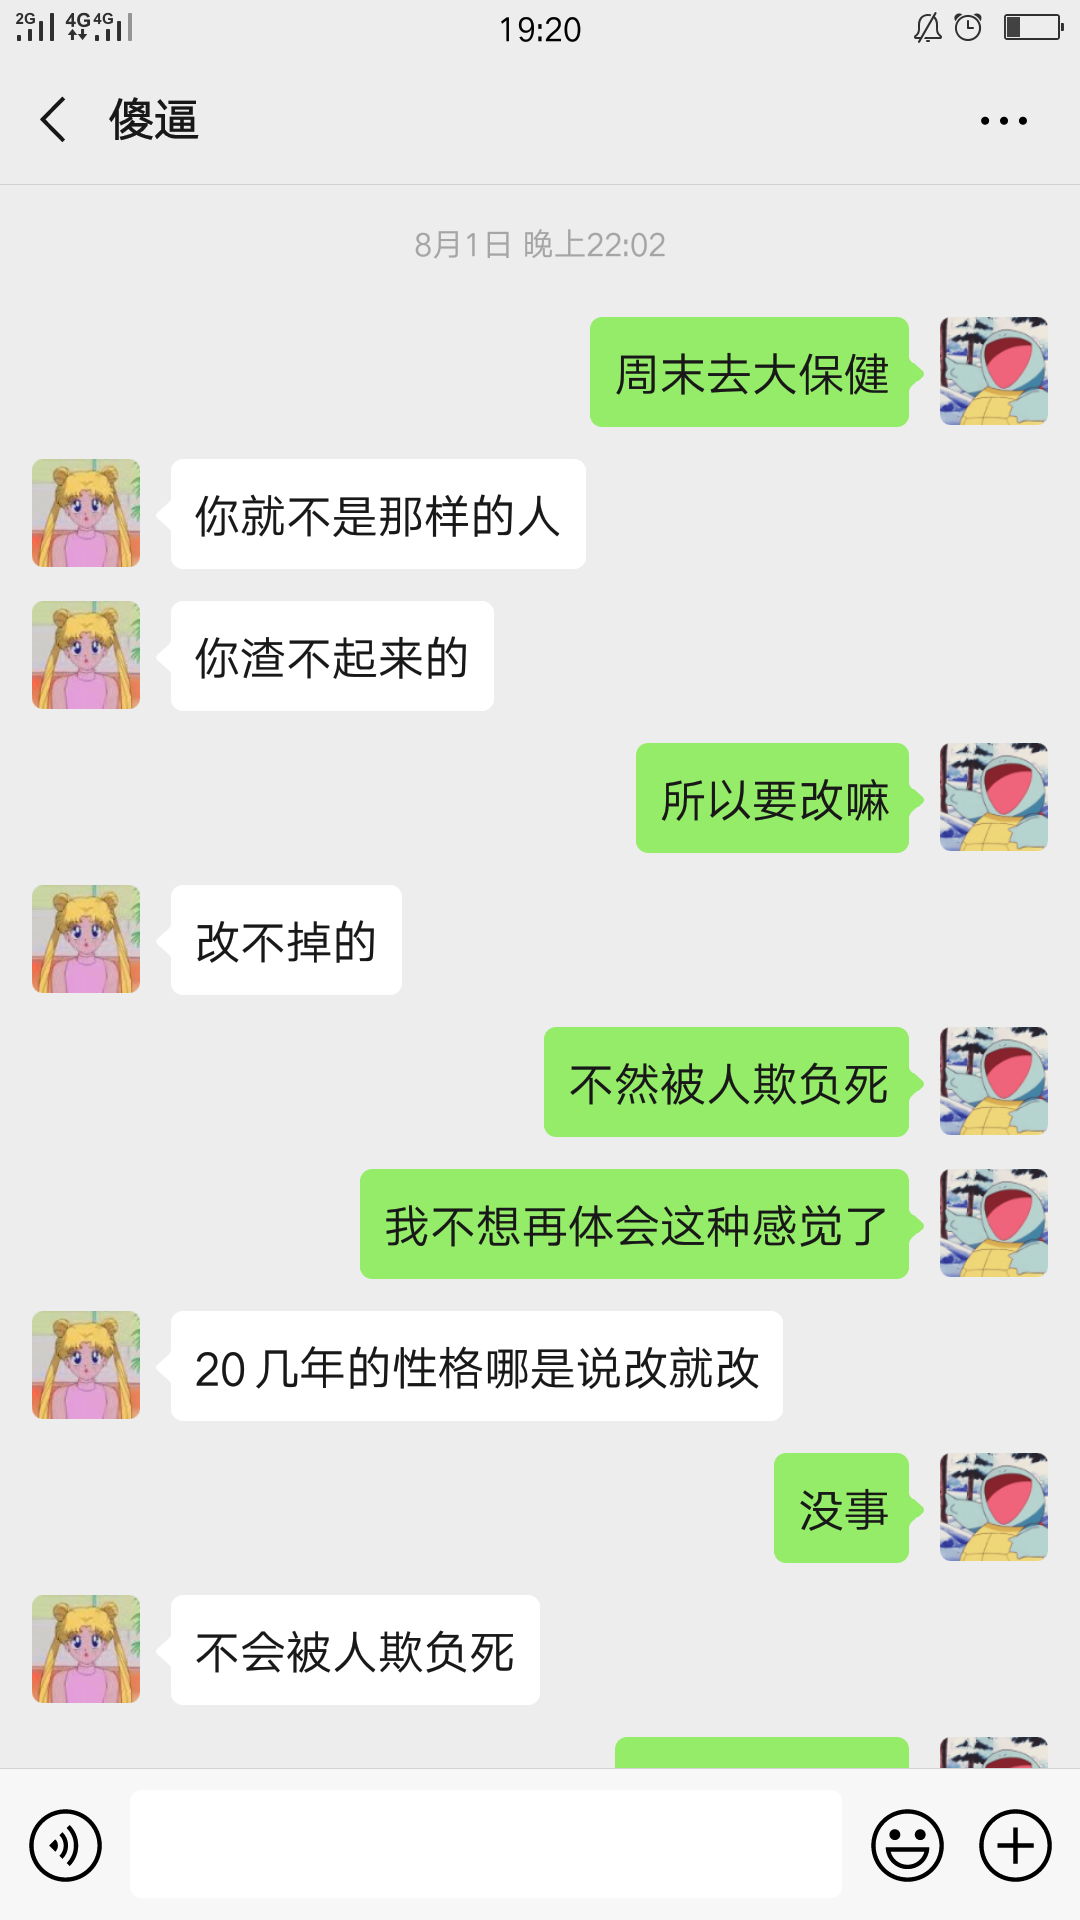 2G 4G 4G 19:20
傻逼
8月1日 晚上22:02
周末去大保健
你就不是那样的人
你渣不起来的
所以要改嘛
改不掉的
不然被人欺负死
我不想再体会这种感觉了
20几年的性格哪是说改就改
没事
不会被人欺负死